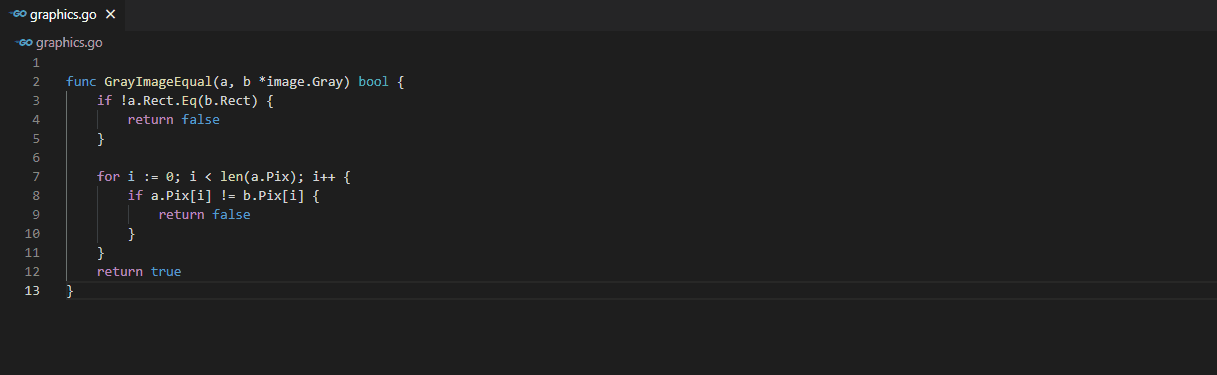 GO graphics.go ×
GO graphics.go
1
2 func GrayImageEqual(a, b *image.Gray) bool {
3     if !a.Rect.Eq(b.Rect) {
4         return false
5     }
6
7     for i := 0; i < len(a.Pix); i++ {
8         if a.Pix[i] != b.Pix[i] {
9             return false
10         }
11     }
12     return true
13 }